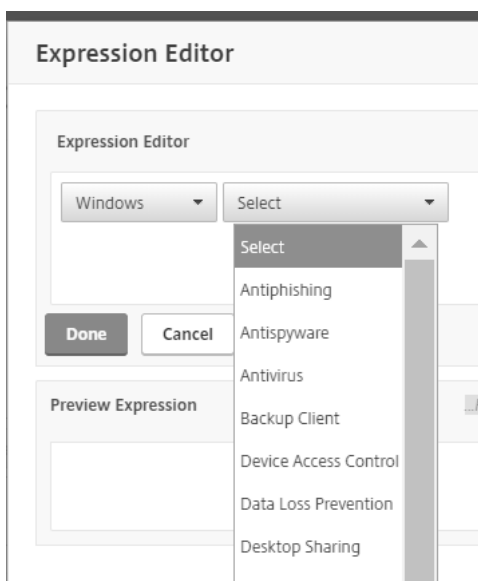 Expression Editor
Expression Editor
Windows Select
Select
Antiphishing
Antispyware
Done Cancel
Antivirus
Preview Expression
Backup Client
Device Access Control
Data Loss Prevention
Desktop Sharing